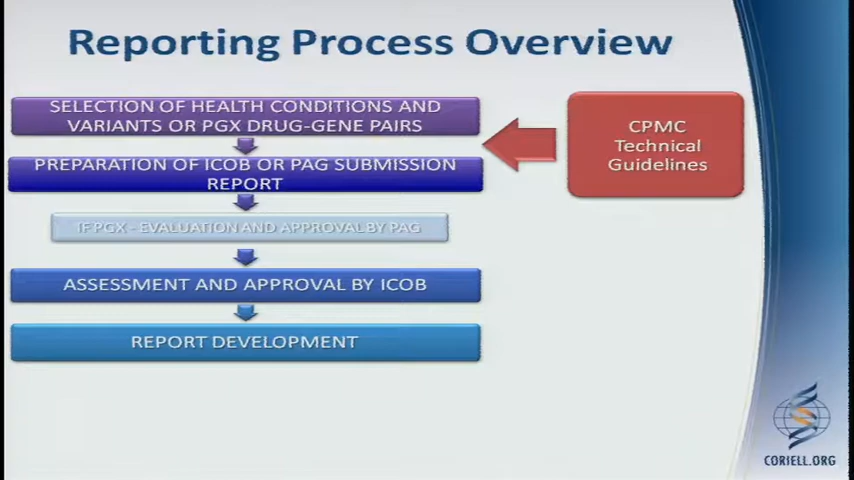 Reporting Process Overview
SELECTION OF HEALTH CONDITIONS AND
VARIANTS OR PGX DRUG-GENE PAIRS
PREPARATION OF ICOB OR PAG SUBMISSION
REPORT
IF PGX - EVALUATION AND APPROVAL BY PAG
ASSESSMENT AND APPROVAL BY ICOB
REPORT DEVELOPMENT
CPMC
Technical
Guidelines
CORIELL.ORG